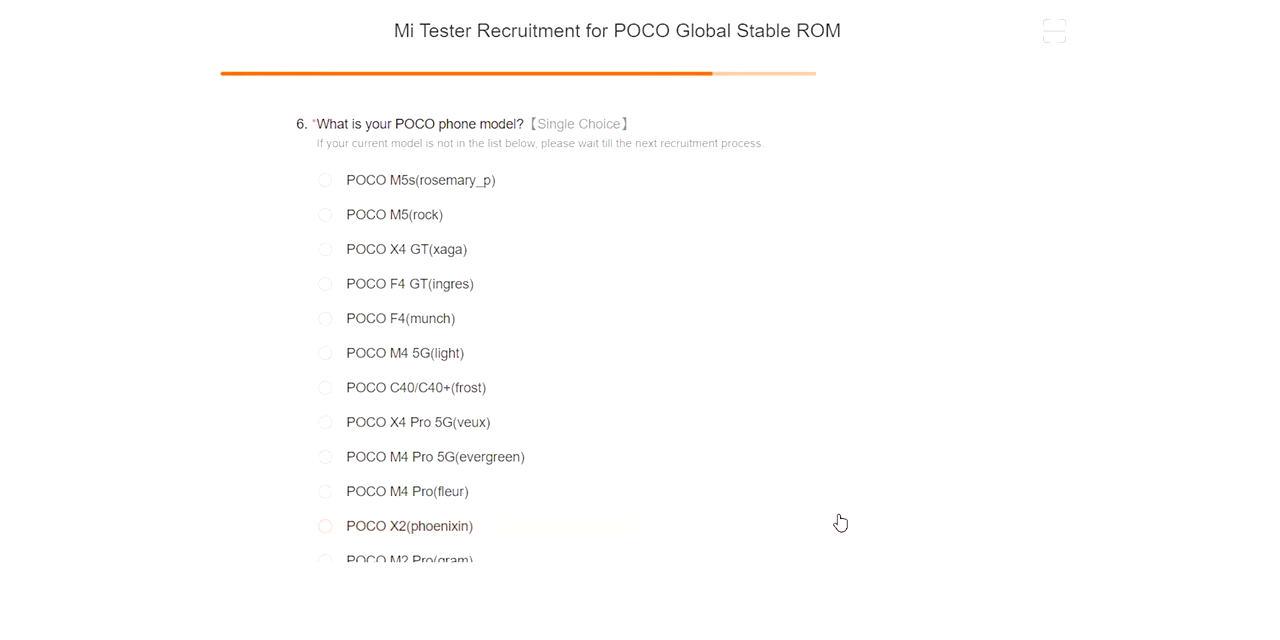 Mi Tester Recruitment for POCO Global Stable ROM
6. *What is your POCO phone model?【Single Choice】
If your current model is not in the list below, please wait till the next recruitment process.
POCO M5s(rosemary_p)
POCO M5(rock)
POCO X4 GT(xaga)
POCO F4 GT(ingres)
POCO F4(munch)
POCO M4 5G(light)
POCO C40/C40+(frost)
POCO X4 Pro 5G(veux)
POCO M4 Pro 5G(evergreen)
POCO M4 Pro(fleur)
POCO X2(phoenixin)
POCO M2 Pro(gram)